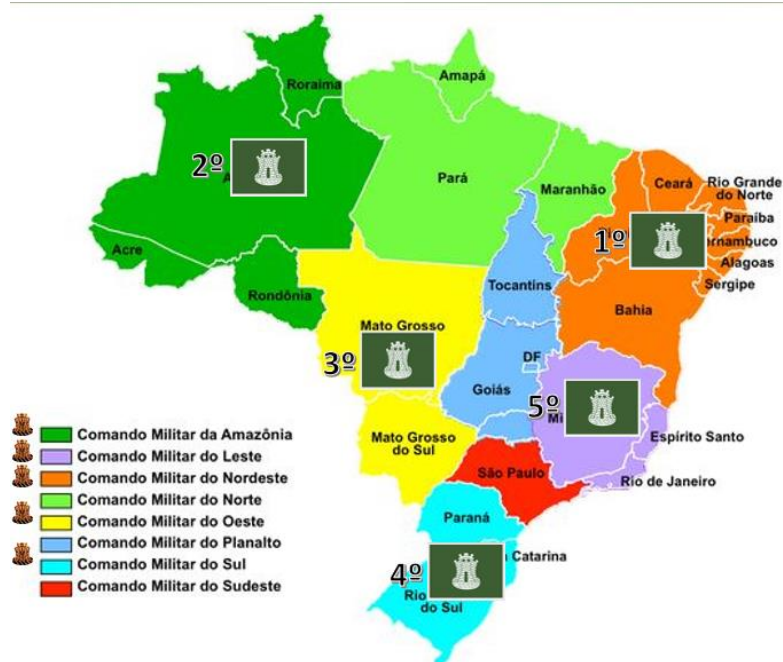 Roraima
Amapá
2º
A
Pará
Maranhão
Ceará
Rio Grande
do Norte
Paraíba
1º
ernambuco
Alagoas
Sergipe
Acre
Rondônia
Tocantins
Bahia
Mato Grosso
3º
DF
Goiás
5º
Mi
Espírito Santo
Mato Grosso
do Sul
São Paulo
Rio de Janeiro
Paraná
4º
Catarina
Rio
do Sul
Comando Militar da Amazônia
Comando Militar do Leste
Comando Militar do Nordeste
Comando Militar do Norte
Comando Militar do Oeste
Comando Militar do Planalto
Comando Militar do Sul
Comando Militar do Sudeste